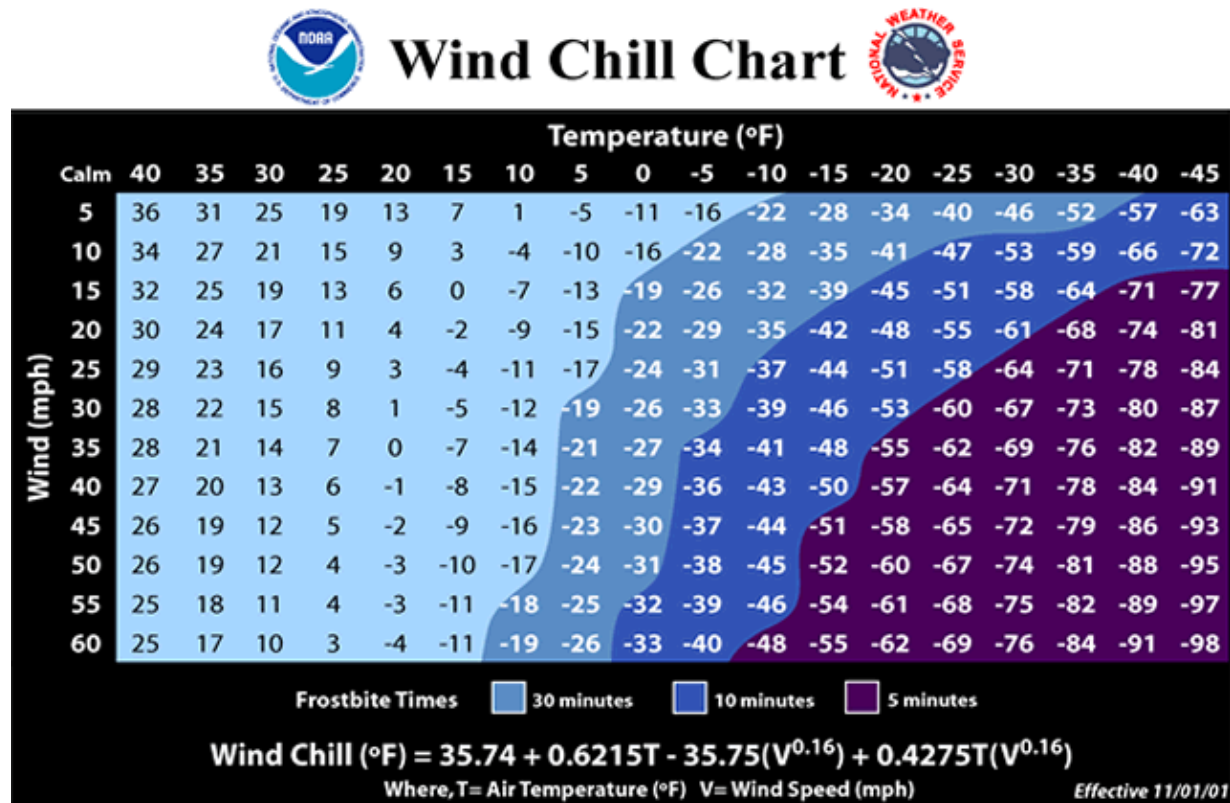 NOAA
NATIONAL OCEANIC AND ATMOSPHERIC ADMINISTRATION
U.S. DEPARTMENT OF COMMERCE
Wind Chill Chart
NATIONAL WEATHER SERVICE
Temperature (ºF)
Calm 40 35 30 25 20 15 10 5 0 -5 -10 -15 -20 -25 -30 -35 -40 -45
Wind (mph)
5 36 31 25 19 13 7 1 -5 -11 -16 -22 -28 -34 -40 -46 -52 -57 -63
10 34 27 21 15 9 3 -4 -10 -16 -22 -28 -35 -41 -47 -53 -59 -66 -72
15 32 25 19 13 6 0 -7 -13 -19 -26 -32 -39 -45 -51 -58 -64 -71 -77
20 30 24 17 11 4 -2 -9 -15 -22 -29 -35 -42 -48 -55 -61 -68 -74 -81
25 29 23 16 9 3 -4 -11 -17 -24 -31 -37 -44 -51 -58 -64 -71 -78 -84
30 28 22 15 8 1 -5 -12 -19 -26 -33 -39 -46 -53 -60 -67 -73 -80 -87
35 28 21 14 7 0 -7 -14 -21 -27 -34 -41 -48 -55 -62 -69 -76 -82 -89
40 27 20 13 6 -1 -8 -15 -22 -29 -36 -43 -50 -57 -64 -71 -78 -84 -91
45 26 19 12 5 -2 -9 -16 -23 -30 -37 -44 -51 -58 -65 -72 -79 -86 -93
50 26 19 12 4 -3 -10 -17 -24 -31 -38 -45 -52 -60 -67 -74 -81 -88 -95
55 25 18 11 4 -3 -11 -18 -25 -32 -39 -46 -54 -61 -68 -75 -82 -89 -97
60 25 17 10 3 -4 -11 -19 -26 -33 -40 -48 -55 -62 -69 -76 -84 -91 -98
Frostbite Times 30 minutes 10 minutes 5 minutes
Wind Chill (ºF) = 35.74 + 0.6215T - 35.75(V^0.16) + 0.4275T(V^0.16)
Where, T= Air Temperature (ºF) V= Wind Speed (mph)
Effective 11/01/01